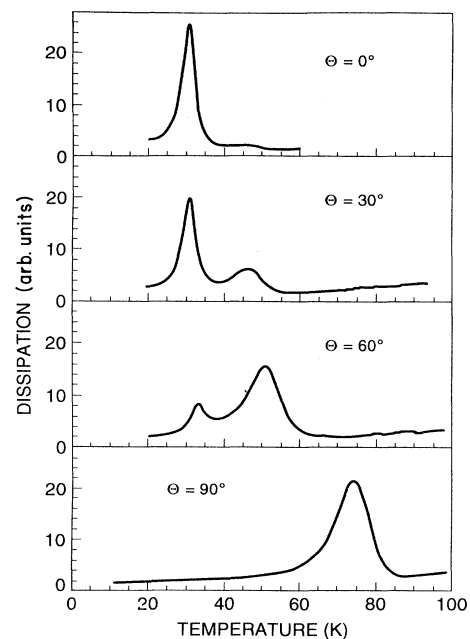 20
10
0
Θ = 0°
20
10
0
Θ = 30°
20
10
0
Θ = 60°
20
10
0
Θ = 90°
0 20 40 60 80 100
TEMPERATURE (K)
DISSIPATION (arb. units)